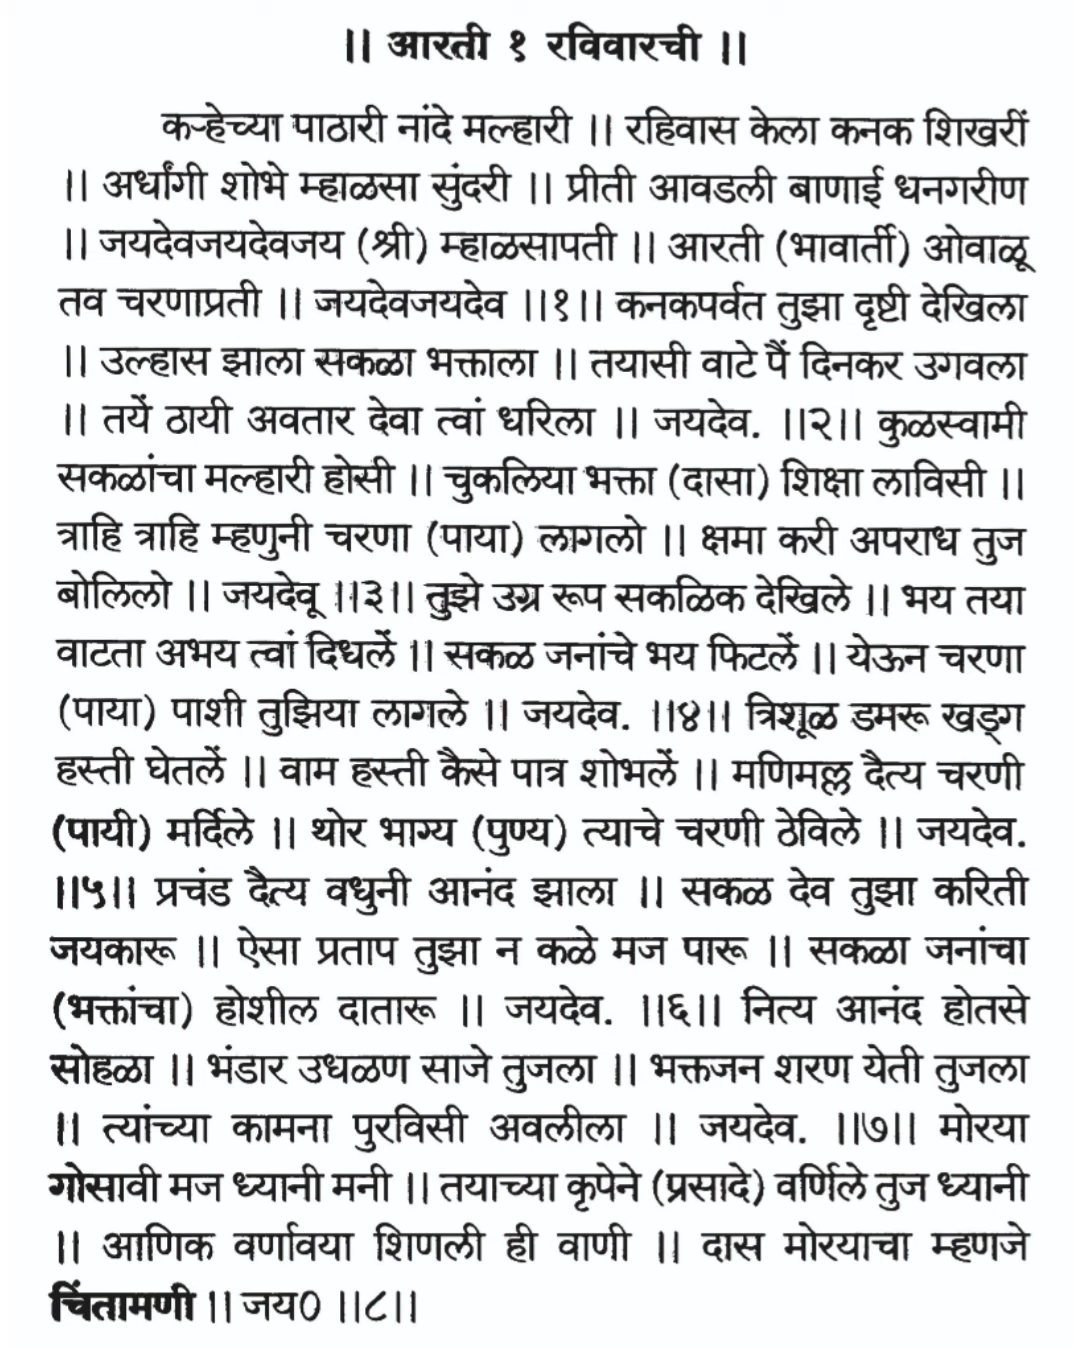 || आरती १ रविवारची ||
कऱ्हेच्या पाठारी नांदे मल्हारी || रहिवास केला कनक शिखरीं
|| अर्धांगी शोभे म्हाळसा सुंदरी || प्रीती आवडली बाणाई धनगरीण
|| जयदेवजयदेवजय (श्री) म्हाळसापती || आरती (भावार्ती) ओवाळू
तव चरणाप्रती || जयदेवजयदेव ||१|| कनकपर्वत तुझा दृष्टी देखिला
|| उल्हास झाला सकळा भक्ताला || तयासी वाटे पैं दिनकर उगवला
|| तयें ठायी अवतार देवा त्वां धरिला || जयदेव. ||२|| कुळस्वामी
सकळांचा मल्हारी होसी || चुकलिया भक्ता (दासा) शिक्षा लाविसी ||
त्राहि त्राहि म्हणुनी चरणा (पाया) लागलो || क्षमा करी अपराध तुज
बोलिलो || जयदेवू ||३|| तुझे उग्र रूप सकळिक देखिले || भय तया
वाटता अभय त्वां दिधलें || सकळ जनांचे भय फिटलें || येऊन चरणा
(पाया) पाशी तुझिया लागले || जयदेव. ||४|| त्रिशूळ डमरू खड्ग
हस्ती घेतलें || वाम हस्ती कैसे पात्र शोभलें || मणिमल्ल दैत्य चरणी
(पायी) मर्दिले || थोर भाग्य (पुण्य) त्याचे चरणी ठेविले || जयदेव.
||५|| प्रचंड दैत्य वधुनी आनंद झाला || सकळ देव तुझा करिती
जयकारू || ऐसा प्रताप तुझा न कळे मज पारू || सकळा जनांचा
(भक्तांचा) होशील दातारू || जयदेव. ||६|| नित्य आनंद होतसे
सोहळा || भंडार उधळण साजे तुजला || भक्तजन शरण येती तुजला
|| त्यांच्या कामना पुरविसी अवलीला || जयदेव. ||७|| मोरया
गोसावी मज ध्यानी मनी || तयाच्या कृपेने (प्रसादे) वर्णिले तुज ध्यानी
|| आणिक वर्णावया शिणली ही वाणी || दास मोरयाचा म्हणजे
चिंतामणी || जय० ||८||